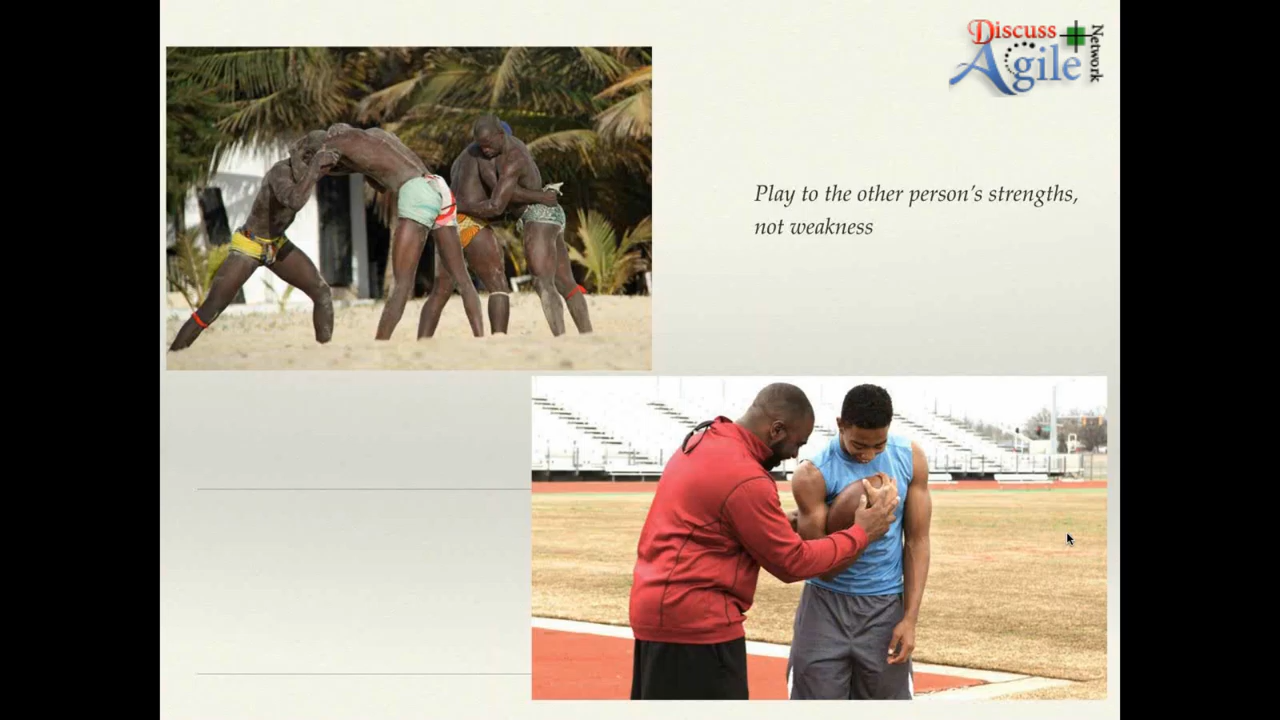 Discuss
Agile
Network
Play to the other person's strengths,
not weakness